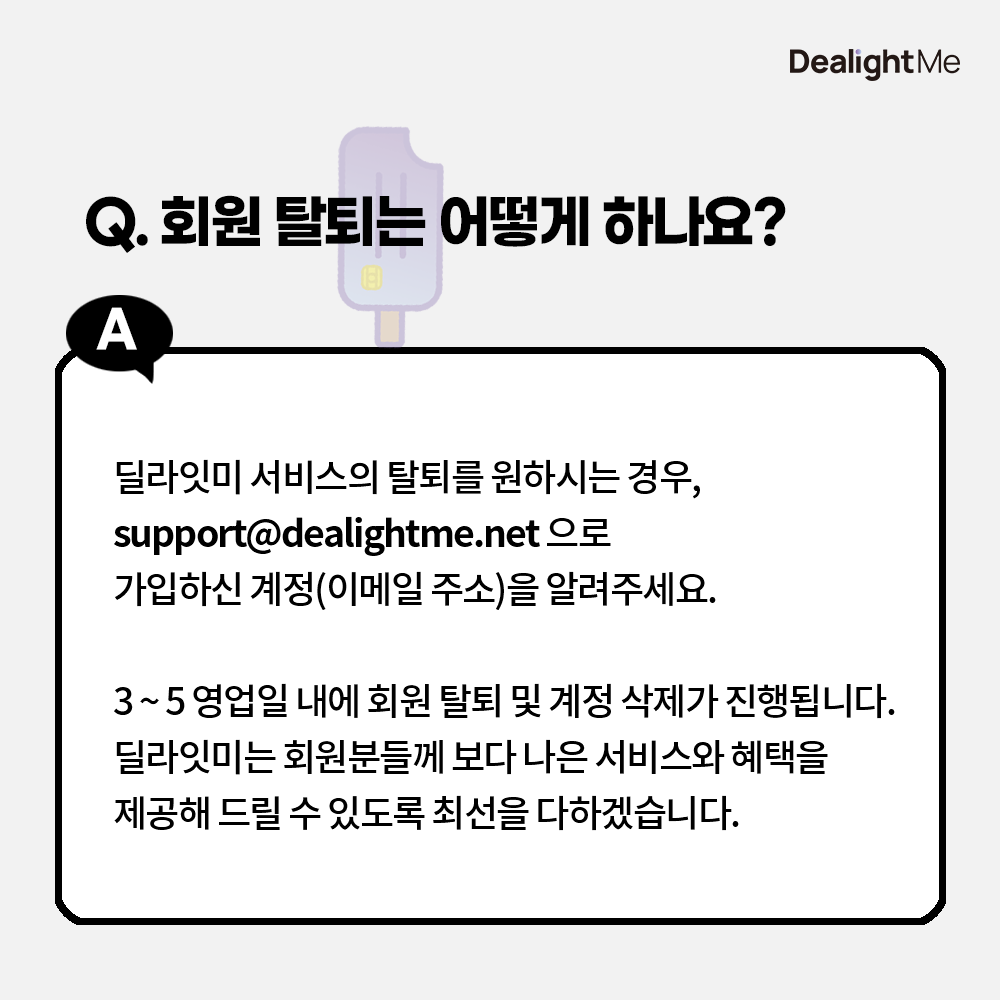 DealightMe
Q. 회원 탈퇴는 어떻게 하나요?
A
딜라잇미 서비스의 탈퇴를 원하시는 경우,
support@dealightme.net 으로
가입하신 계정(이메일 주소)을 알려주세요.
3 ~ 5 영업일 내에 회원 탈퇴 및 계정 삭제가 진행됩니다.
딜라잇미는 회원분들께 보다 나은 서비스와 혜택을
제공해 드릴 수 있도록 최선을 다하겠습니다.